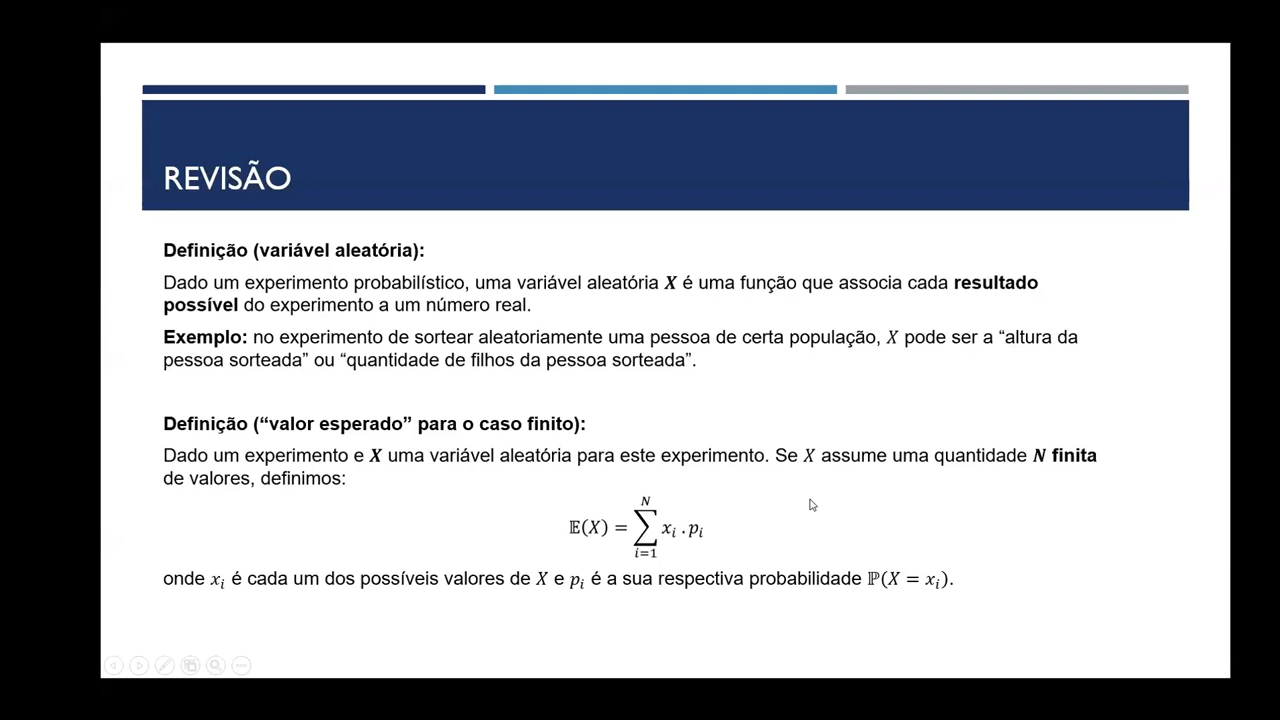 REVISÃO
Definição (variável aleatória):
Dado um experimento probabilístico, uma variável aleatória X é uma função que associa cada resultado
possível do experimento a um número real.
Exemplo: no experimento de sortear aleatoriamente uma pessoa de certa população, X pode ser a “altura da
pessoa sorteada” ou “quantidade de filhos da pessoa sorteada”.
Definição (“valor esperado” para o caso finito):
Dado um experimento e X uma variável aleatória para este experimento. Se X assume uma quantidade N finita
de valores, definimos:
𝔼(X) = ∑_{i=1}^{N} x_i . p_i
onde x_i é cada um dos possíveis valores de X e p_i é a sua respectiva probabilidade ℙ(X = x_i).